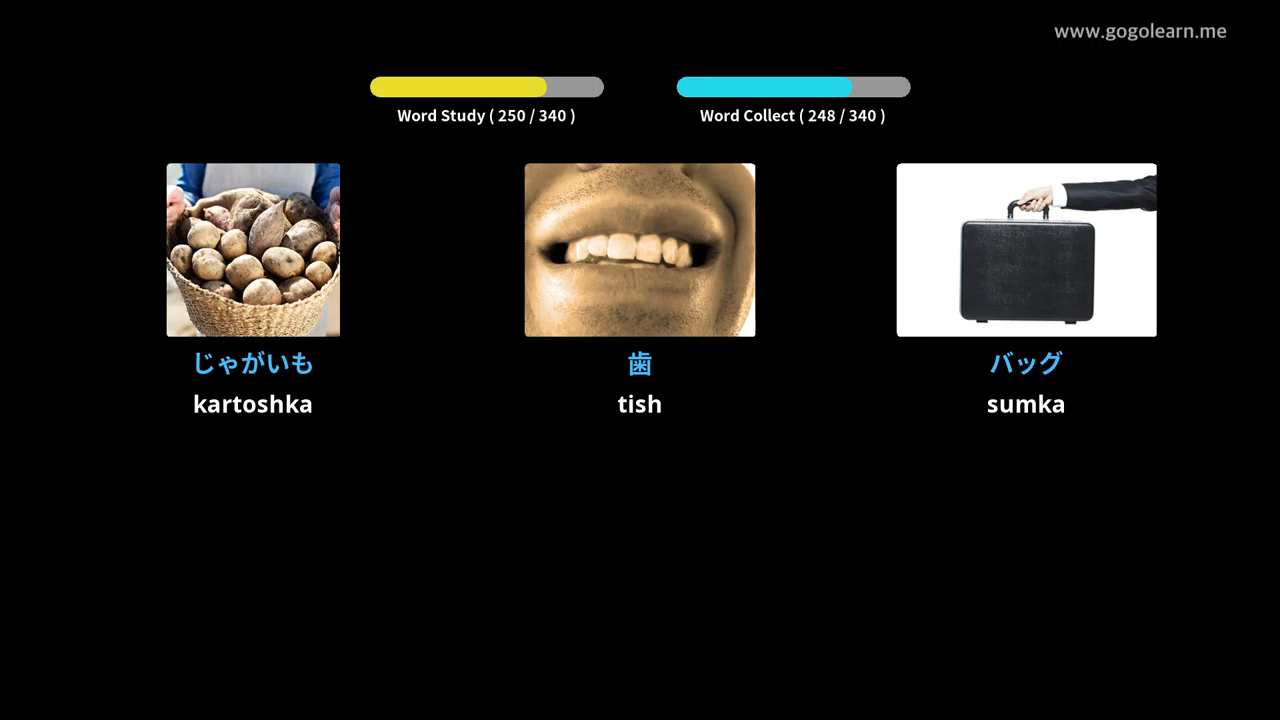 www.gogolearn.me
Word Study ( 250 / 340 )
Word Collect ( 248 / 340 )
じゃがいも
kartoshka
歯
tish
バッグ
sumka